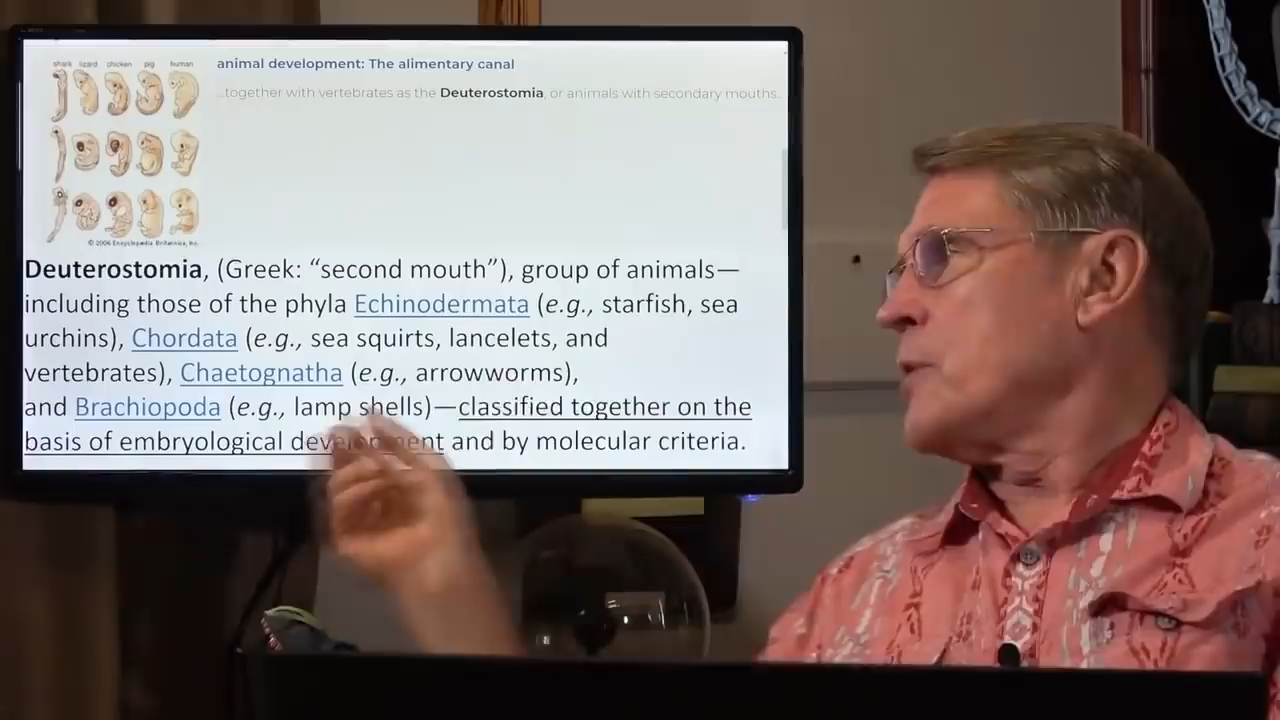 shark lizard chicken pig human
animal development: The alimentary canal
...together with vertebrates as the Deuterostomia, or animals with secondary mouths...
© 2006 Encyclopædia Britannica, Inc.
Deuterostomia, (Greek: “second mouth”), group of animals—
including those of the phyla Echinodermata (e.g., starfish, sea
urchins), Chordata (e.g., sea squirts, lancelets, and
vertebrates), Chaetognatha (e.g., arrowworms),
and Brachiopoda (e.g., lamp shells)—classified together on the
basis of embryological development and by molecular criteria.